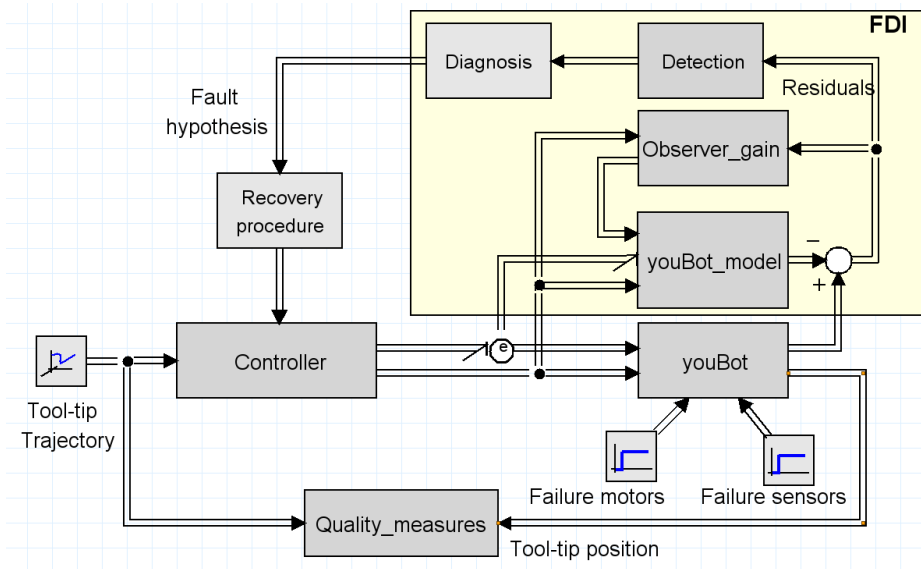 FDI
Diagnosis
Detection
Residuals
Fault
hypothesis
Observer_gain
Recovery
procedure
youBot_model
−
+
Controller
e
youBot
Tool-tip
Trajectory
Failure motors
Failure sensors
Quality_measures
Tool-tip position